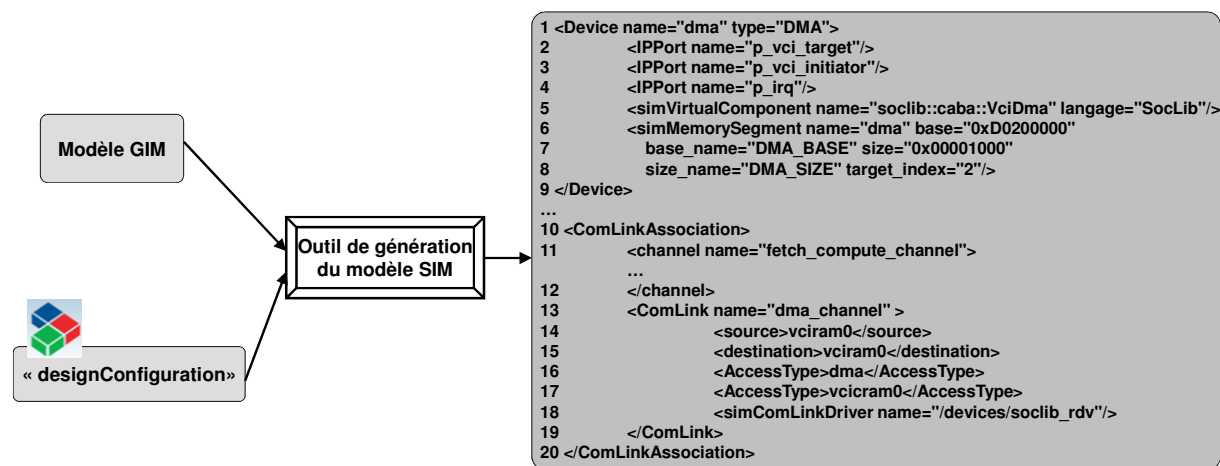 Modèle GIM
« designConfiguration»
Outil de génération
du modèle SIM
1 <Device name="dma" type="DMA">
2 <IPPort name="p_vci_target"/>
3 <IPPort name="p_vci_initiator"/>
4 <IPPort name="p_irq"/>
5 <simVirtualComponent name="soclib::caba::VciDma" langage="SocLib"/>
6 <simMemorySegment name="dma" base="0xD0200000"
7 base_name="DMA_BASE" size="0x00001000"
8 size_name="DMA_SIZE" target_index="2"/>
9 </Device>
...
10 <ComLinkAssociation>
11 <channel name="fetch_compute_channel">
...
12 </channel>
13 <ComLink name="dma_channel" >
14 <source>vciram0</source>
15 <destination>vciram0</destination>
16 <AccessType>dma</AccessType>
17 <AccessType>vcicram0</AccessType>
18 <simComLinkDriver name="/devices/soclib_rdv"/>
19 </ComLink>
20 </ComLinkAssociation>